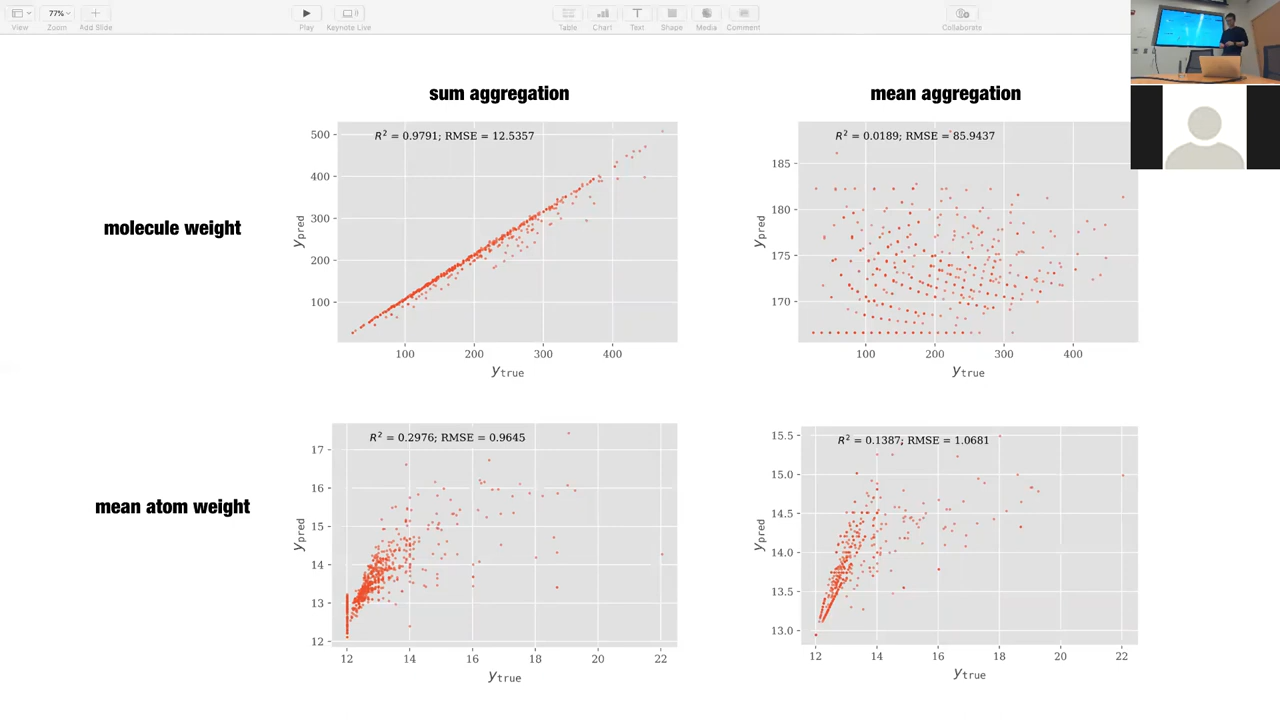 77%
View Zoom Add Slide Play Keynote Live Table Chart Text Shape Media Comment Collaborate
sum aggregation
mean aggregation
molecule weight
R² = 0.9791; RMSE = 12.5357
500
400
300
200
100
y_pred
100 200 300 400
y_true
R² = 0.0189; RMSE = 85.9437
185
180
175
170
y_pred
100 200 300 400
y_true
mean atom weight
R² = 0.2976; RMSE = 0.9645
17
16
15
14
13
12
y_pred
12 14 16 18 20 22
y_true
R² = 0.1387; RMSE = 1.0681
15.5
15.0
14.5
14.0
13.5
13.0
y_pred
12 14 16 18 20 22
y_true